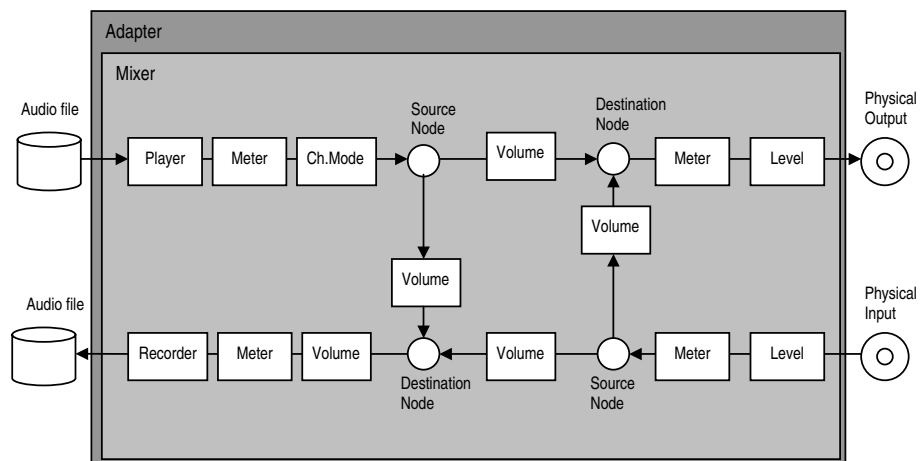 Adapter
Mixer
Audio file
Source
Node
Destination
Node
Physical
Output
Player
Meter
Ch.Mode
Volume
Meter
Level
Volume
Volume
Audio file
Physical
Input
Recorder
Meter
Volume
Volume
Meter
Level
Destination
Node
Source
Node